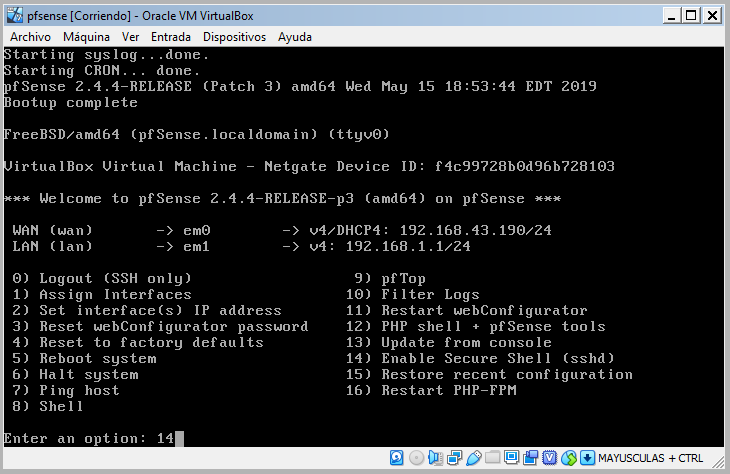 pfsense [Corriendo] - Oracle VM VirtualBox
Archivo Máquina Ver Entrada Dispositivos Ayuda
Starting syslog...done.
Starting CRON... done.
pfSense 2.4.4-RELEASE (Patch 3) amd64 Wed May 15 18:53:44 EDT 2019
Bootup complete
FreeBSD/amd64 (pfSense.localdomain) (ttyv0)
VirtualBox Virtual Machine - Netgate Device ID: f4c99728b0d96b728103
*** Welcome to pfSense 2.4.4-RELEASE-p3 (amd64) on pfSense ***
WAN (wan) -> em0 -> v4/DHCP4: 192.168.43.190/24
LAN (lan) -> em1 -> v4: 192.168.1.1/24
0) Logout (SSH only) 9) pfTop
1) Assign Interfaces 10) Filter Logs
2) Set interface(s) IP address 11) Restart webConfigurator
3) Reset webConfigurator password 12) PHP shell + pfSense tools
4) Reset to factory defaults 13) Update from console
5) Reboot system 14) Enable Secure Shell (sshd)
6) Halt system 15) Restore recent configuration
7) Ping host 16) Restart PHP-FPM
8) Shell
Enter an option: 14
MAYUSCULAS + CTRL